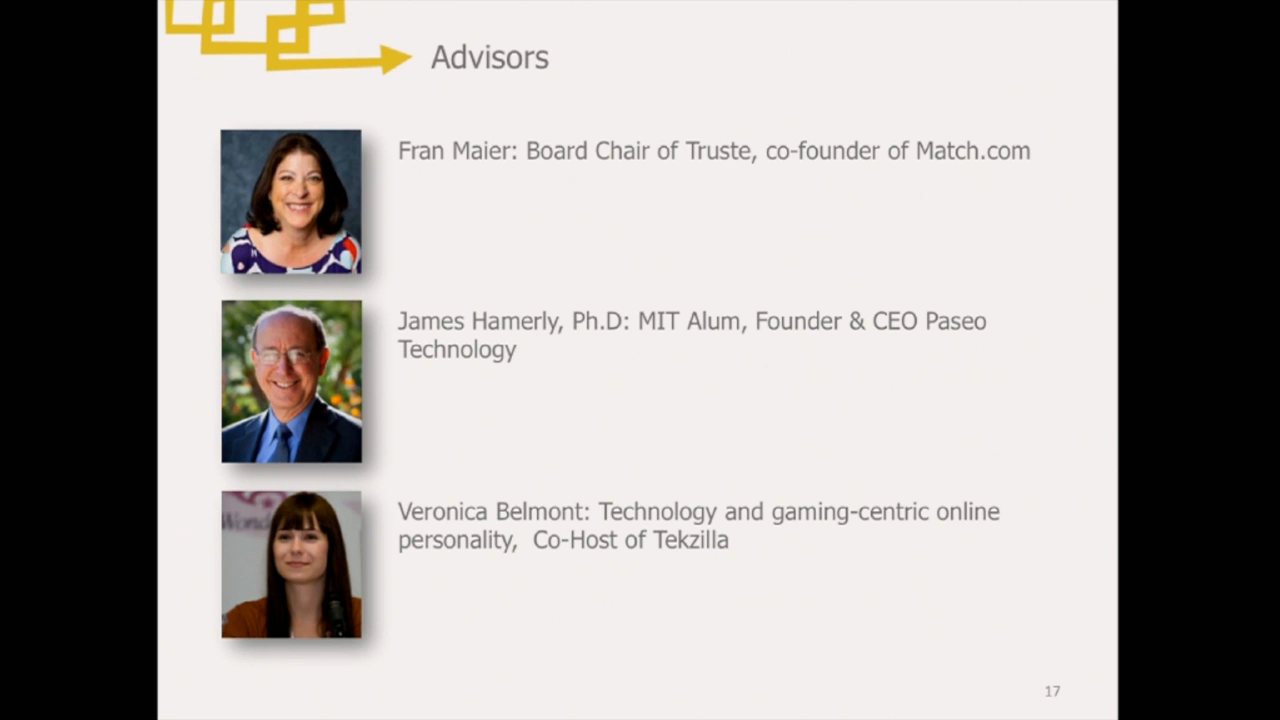 Advisors
Fran Maier: Board Chair of Truste, co-founder of Match.com
James Hamerly, Ph.D: MIT Alum, Founder & CEO Paseo
Technology
Veronica Belmont: Technology and gaming-centric online
personality, Co-Host of Tekzilla
17